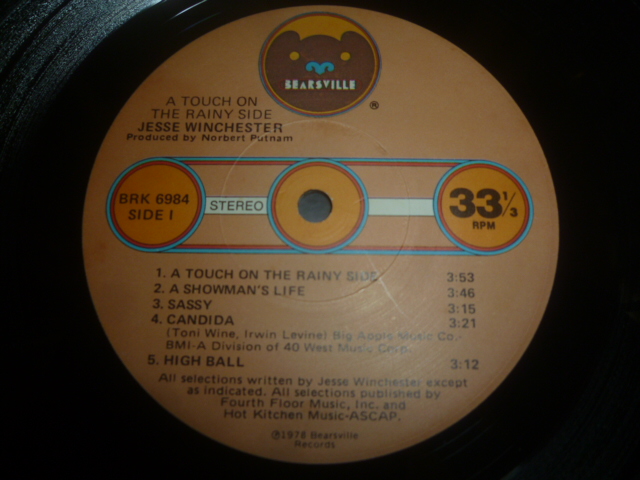 BEARSVILLE
®
A TOUCH ON
THE RAINY SIDE
JESSE WINCHESTER
Produced by Norbert Putnam
BRK 6984
SIDE 1
STEREO
33 1/3
RPM
1. A TOUCH ON THE RAINY SIDE 3:53
2. A SHOWMAN'S LIFE 3:46
3. SASSY 3:15
4. CANDIDA 3:21
(Toni Wine, Irwin Levine) Big Apple Music Co.-
BMI-A Division of 40 West Music Corp.
5. HIGH BALL 3:12
All selections written by Jesse Winchester except
as indicated. All selections published by
Fourth Floor Music, Inc. and
Hot Kitchen Music-ASCAP.
℗1978 Bearsville
Records